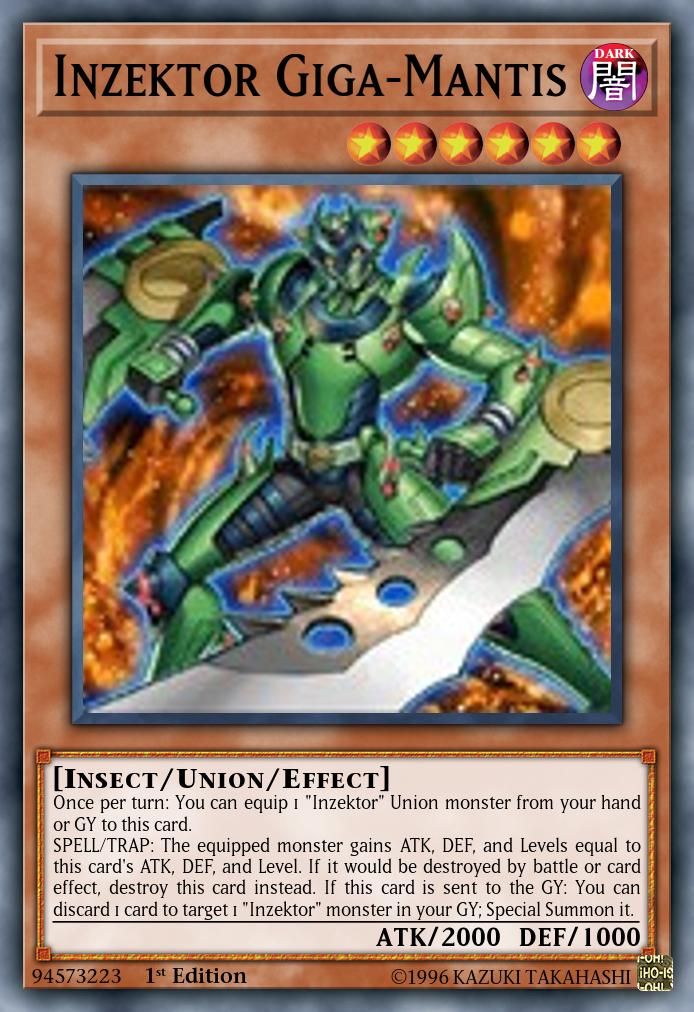 INZEKTOR GIGA-MANTIS
DARK
闇
[INSECT/UNION/EFFECT]
Once per turn: You can equip 1 "Inzektor" Union monster from your hand
or GY to this card.
SPELL/TRAP: The equipped monster gains ATK, DEF, and Levels equal to
this card's ATK, DEF, and Level. If it would be destroyed by battle or card
effect, destroy this card instead. If this card is sent to the GY: You can
discard 1 card to target 1 "Inzektor" monster in your GY; Special Summon it.
ATK/2000 DEF/1000
94573223 1st Edition ©1996 KAZUKI TAKAHASHI